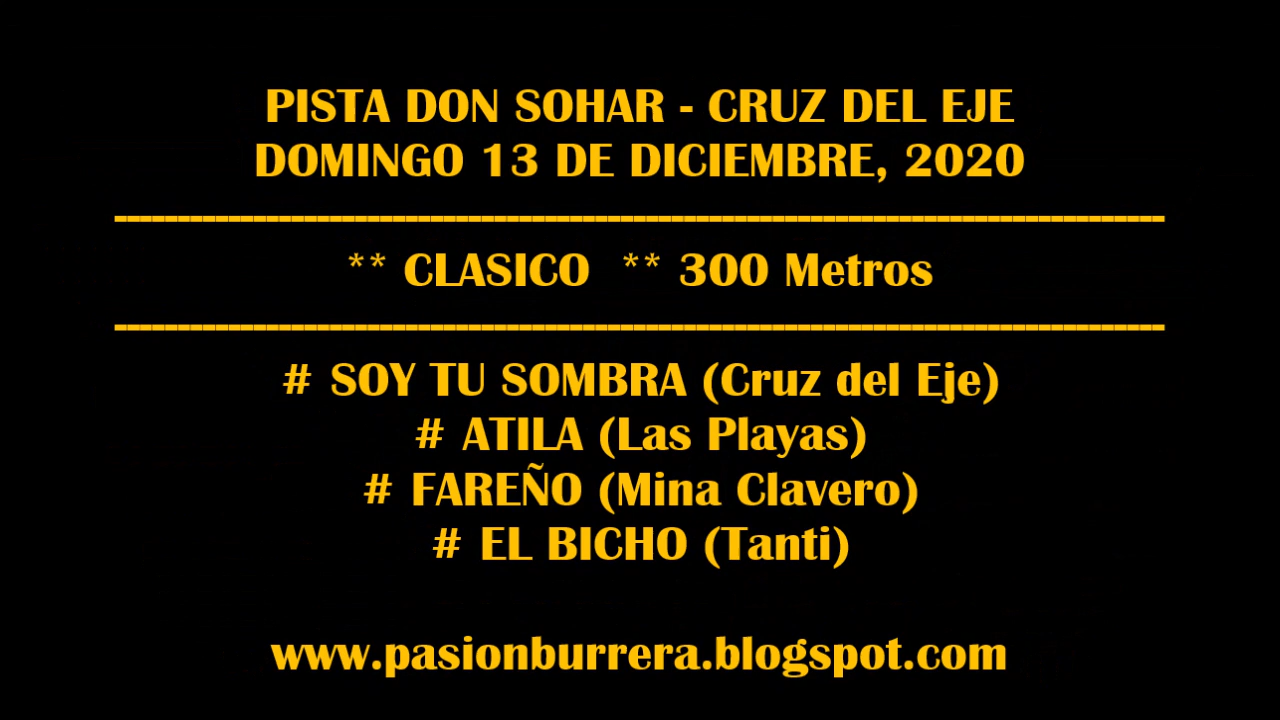 PISTA DON SOHAR - CRUZ DEL EJE
DOMINGO 13 DE DICIEMBRE, 2020
** CLASICO ** 300 Metros
# SOY TU SOMBRA (Cruz del Eje)
# ATILA (Las Playas)
# FAREÑO (Mina Clavero)
# EL BICHO (Tanti)
www.pasionburrera.blogspot.com